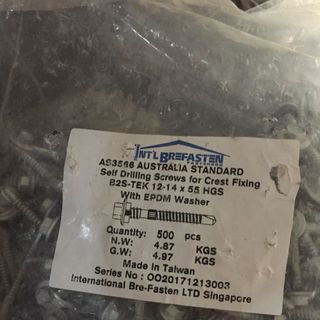 INT'L BREFASTEN
FASTENERS
AS3566 AUSTRALIA STANDARD
Self Drilling Screws for Crest Fixing
B2S-TEK 12-14 x 55 HGS
With EPDM Washer
Quantity: 500 pcs
N.W: 4.87 KGS
G.W: 4.97 KGS
Made in Taiwan
Series No : OO20171213003
International Bre-Fasten LTD Singapore